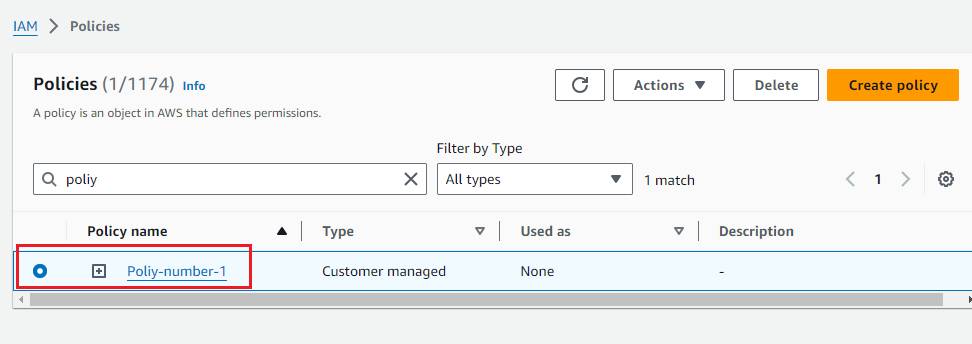 IAM > Policies
Policies (1/1174) Info
Actions Delete Create policy
A policy is an object in AWS that defines permissions.
Filter by Type
poliy All types 1 match 1
Policy name Type Used as Description
Poliy-number-1 Customer managed None -